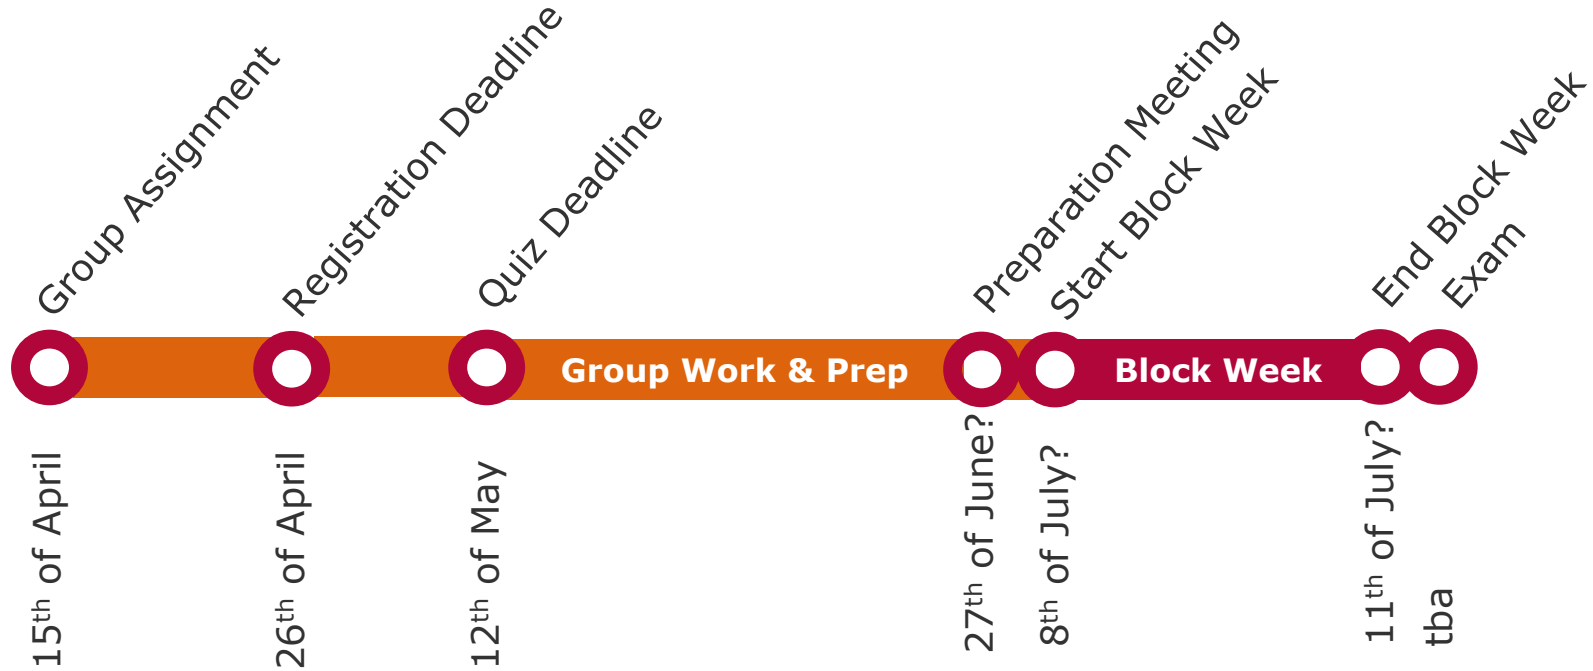 Group Assignment
Registration Deadline
Quiz Deadline
Preparation Meeting
Start Block Week
End Block Week
Exam
Group Work & Prep
Block Week
15th of April
26th of April
12th of May
27th of June?
8th of July?
11th of July?
tba